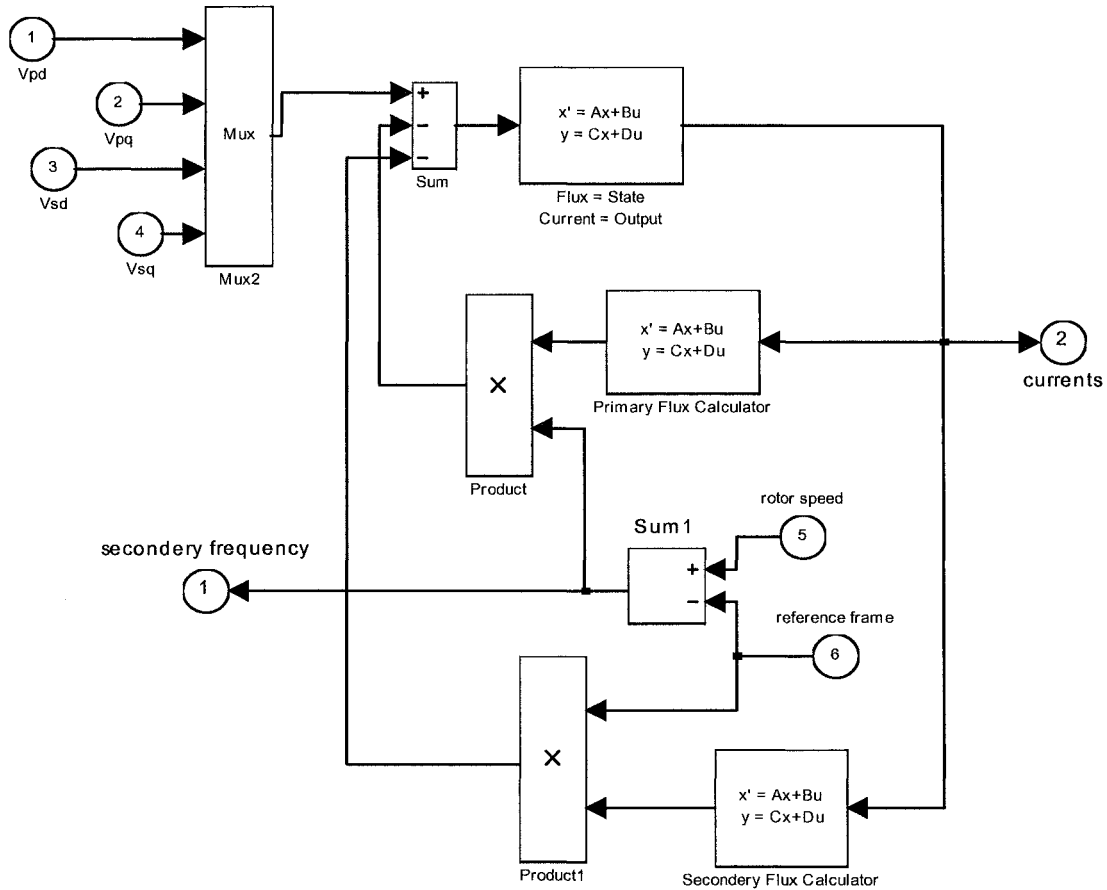 1
Vpd
2
Vpq
3
Vsd
4
Vsq
Mux
Mux2
+
−
−
Sum
x' = Ax+Bu
y = Cx+Du
Flux = State
Current = Output
x' = Ax+Bu
y = Cx+Du
Primary Flux Calculator
2
currents
×
Product
rotor speed
5
Sum1
+
−
secondery frequency
1
reference frame
6
×
Product1
x' = Ax+Bu
y = Cx+Du
Secondery Flux Calculator